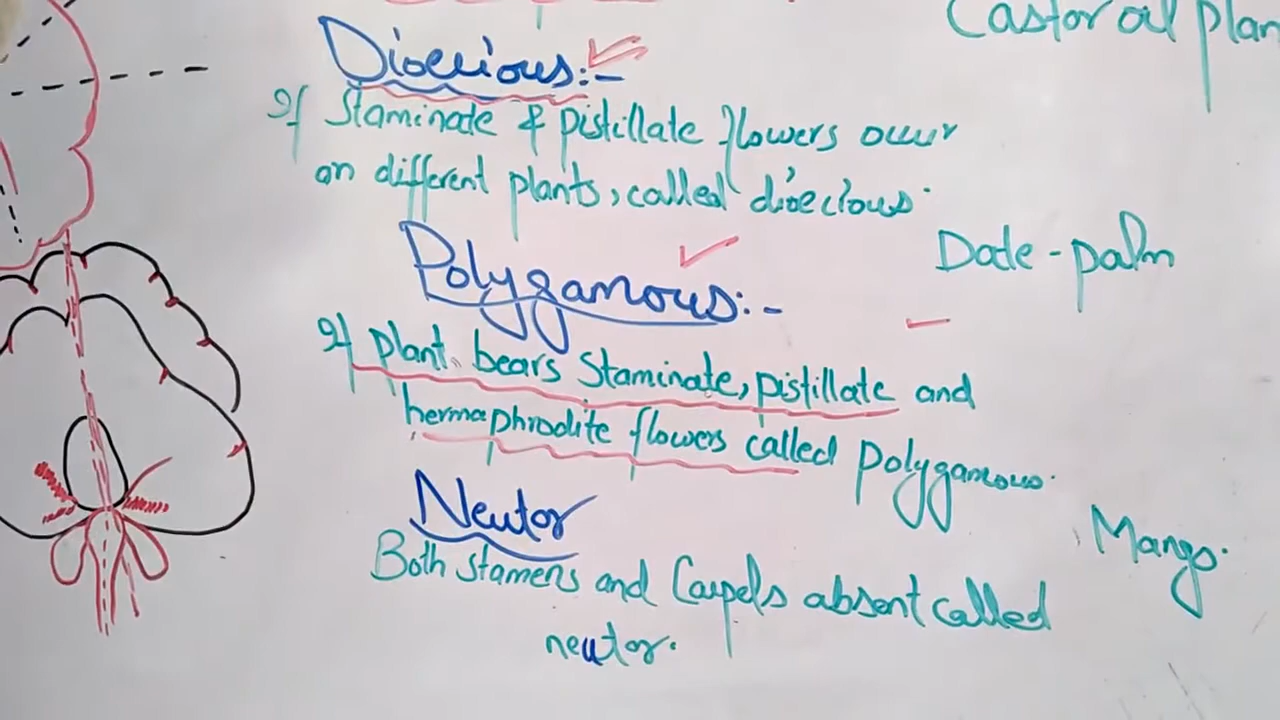 Castor oil plan
Dioecious:-
If Staminate & pistillate flowers occur
on different plants, called dioecious.
Date-palm
Polygamous:-
If plant bears Staminate, pistillate and
hermaphrodite flowers called polygamous.
Mango.
Neutor
Both stamens and Carpels absent called
neutor.